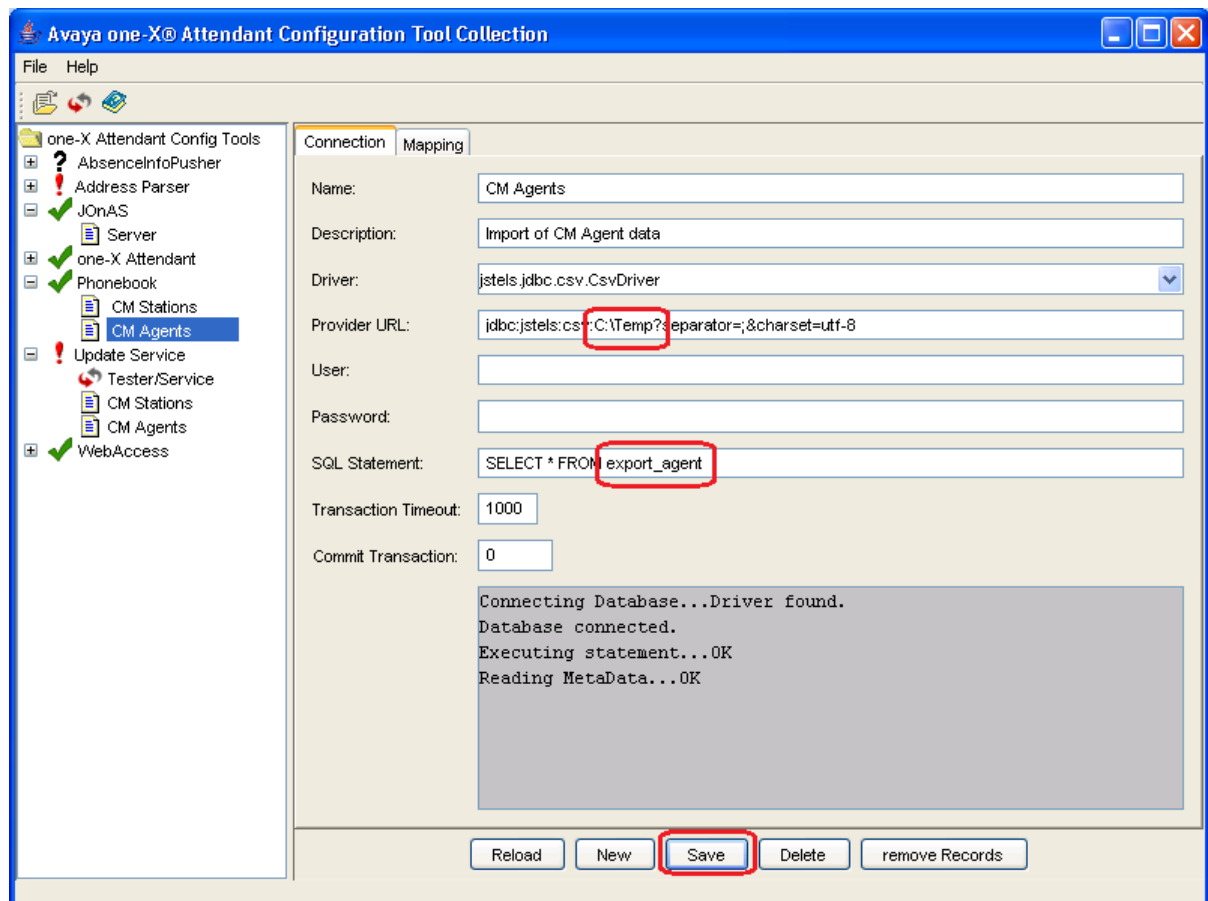 Avaya one-X® Attendant Configuration Tool Collection
File Help
one-X Attendant Config Tools
AbsenceInfoPusher
Address Parser
JOnAS
Server
one-X Attendant
Phonebook
CM Stations
CM Agents
Update Service
Tester/Service
CM Stations
CM Agents
WebAccess
Connection Mapping
Name: CM Agents
Description: Import of CM Agent data
Driver: jstels.jdbc.csv.CsvDriver
Provider URL: jdbc:jstels:csv:C:\Temp?separator=;&charset=utf-8
User:
Password:
SQL Statement: SELECT * FROM export_agent
Transaction Timeout: 1000
Commit Transaction: 0
Connecting Database...Driver found.
Database connected.
Executing statement...OK
Reading MetaData...OK
Reload New Save Delete remove Records